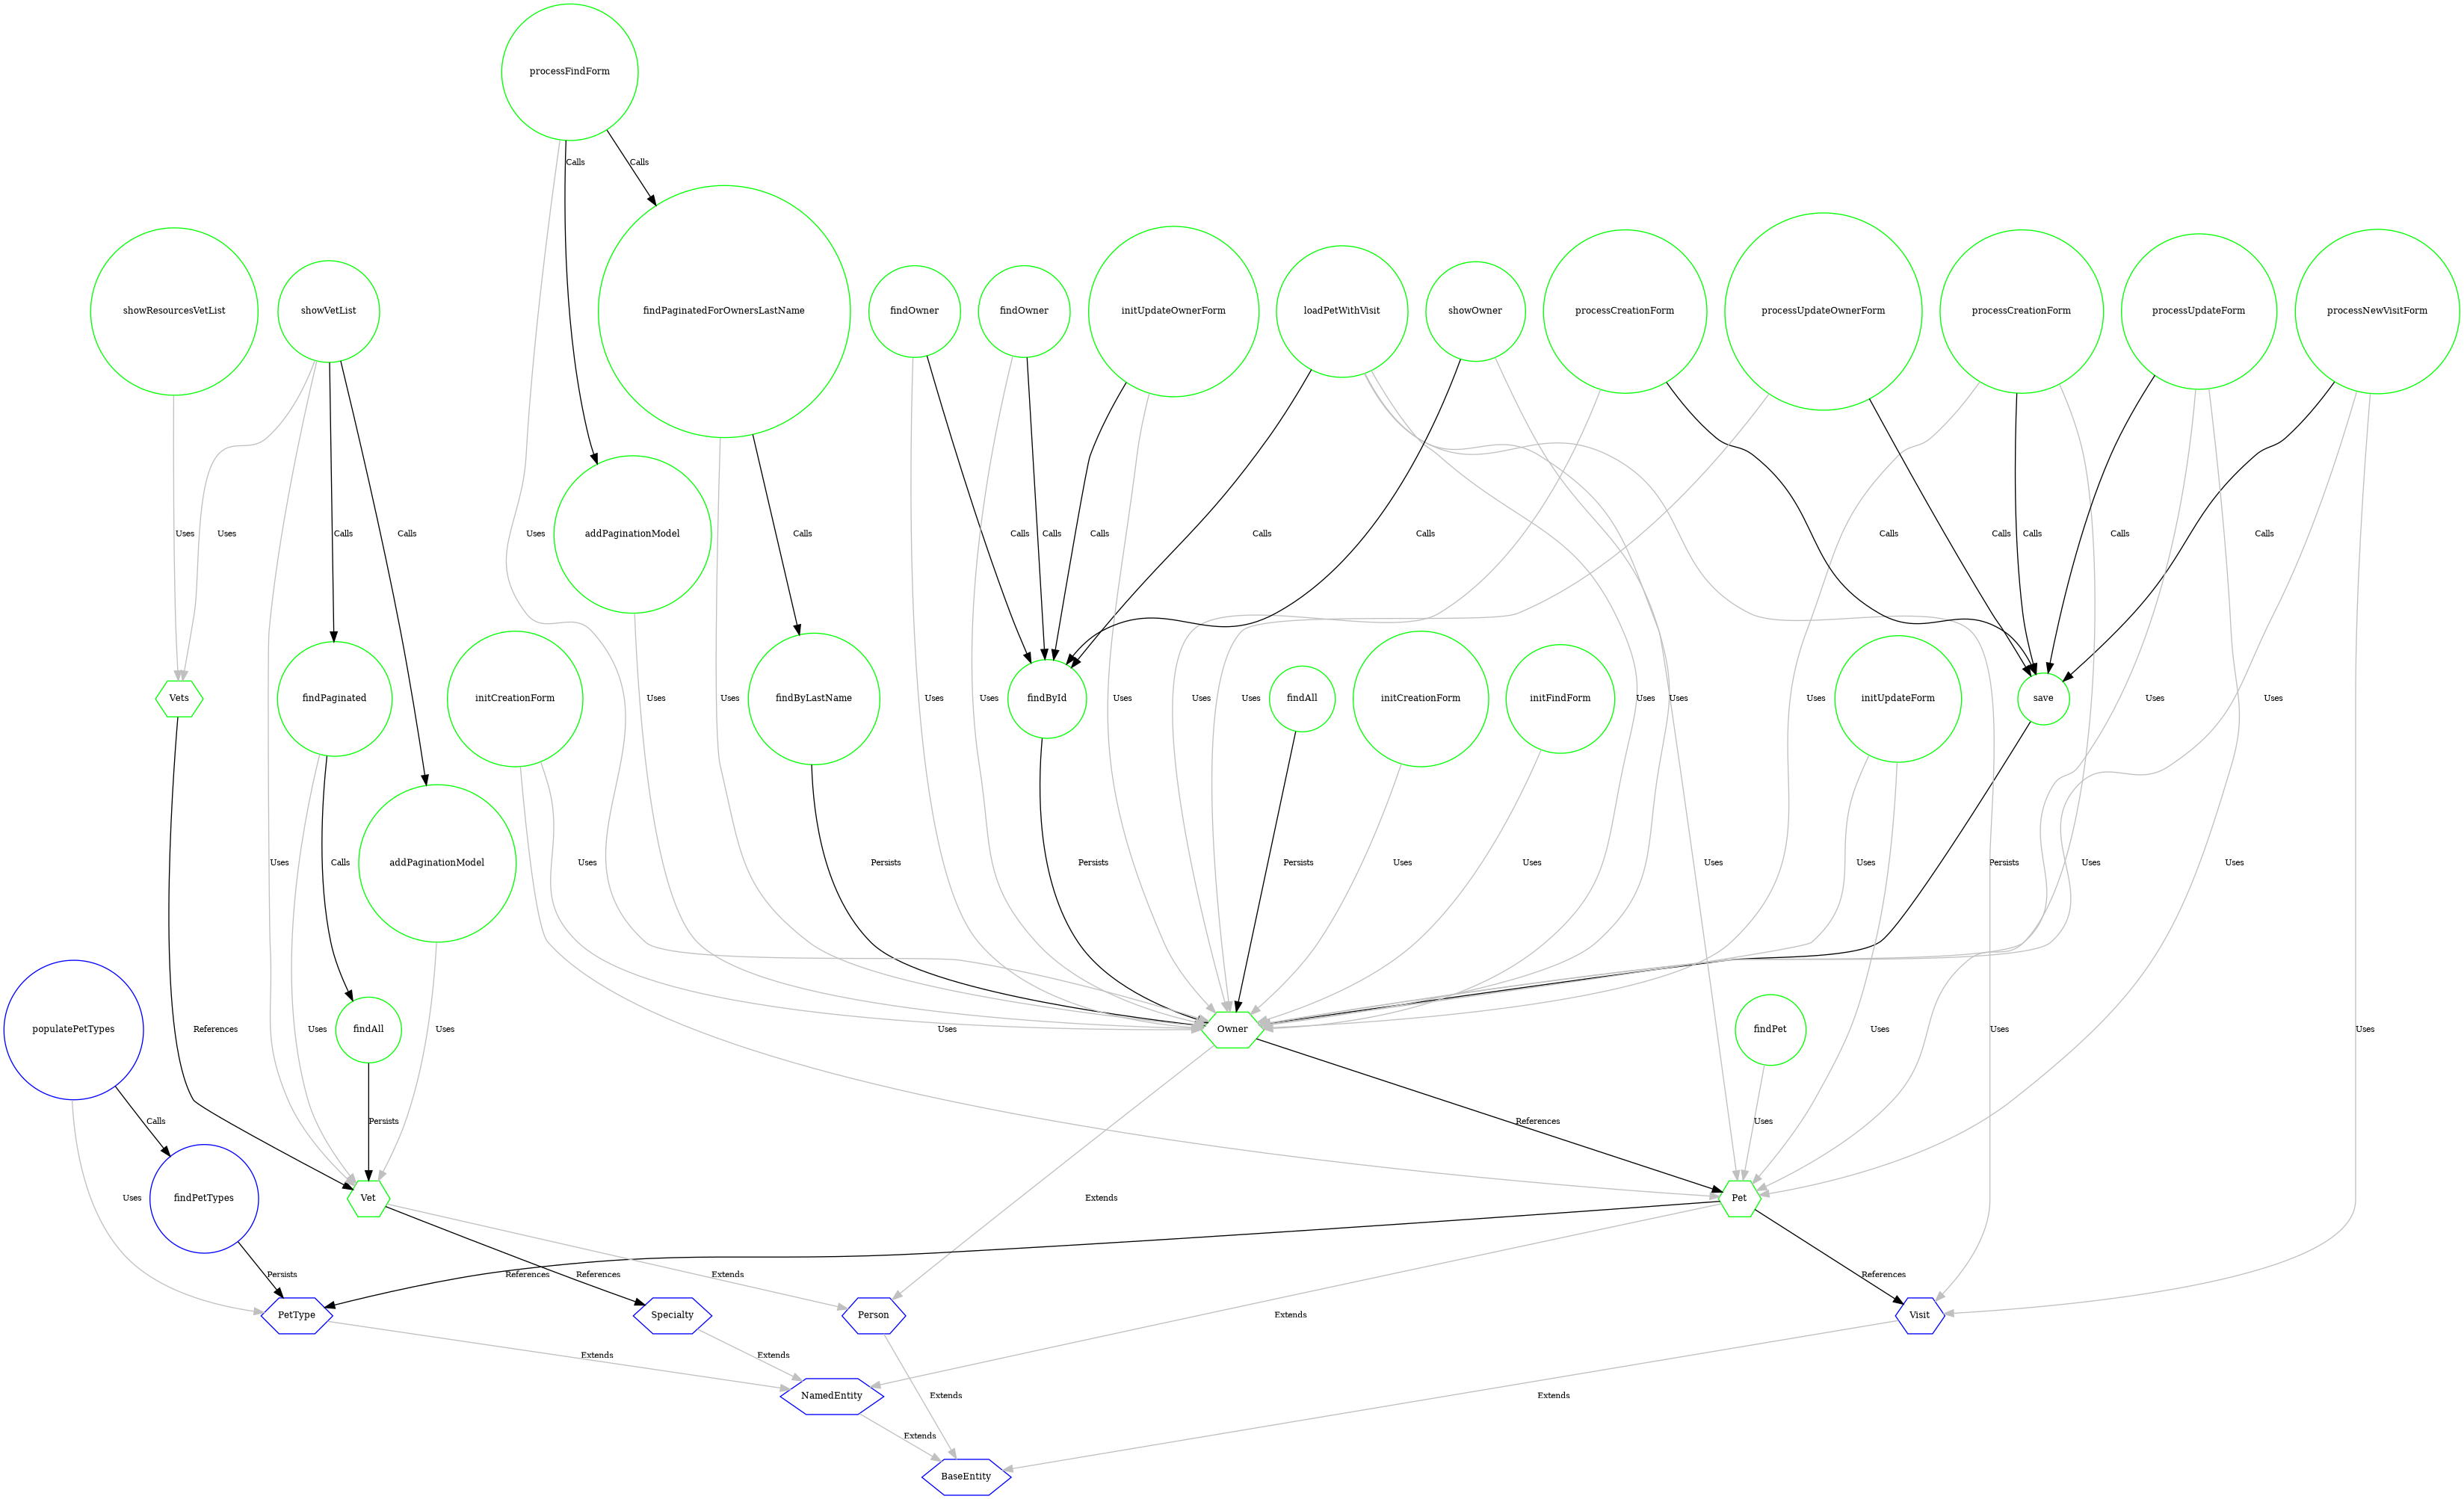 processFindForm
Calls
Calls
showResourcesVetList
showVetList
findPaginatedForOwnersLastName
findOwner
findOwner
initUpdateOwnerForm
loadPetWithVisit
showOwner
processCreationForm
processUpdateOwnerForm
processCreationForm
processUpdateForm
processNewVisitForm
Uses
Uses
Calls
Calls
Uses
addPaginationModel
Calls
Calls
Calls
Calls
Calls
Calls
Calls
Calls
Calls
Calls
Calls
Vets
findPaginated
initCreationForm
Uses
Uses
findByLastName
Uses
Uses
findById
Uses
Uses
Uses
findAll
initCreationForm
initFindForm
Uses
Uses
Uses
initUpdateForm
save
Uses
Uses
Uses
Calls
addPaginationModel
Uses
Persists
Persists
Persists
Uses
Uses
Uses
Uses
Persists
Uses
Uses
populatePetTypes
References
Uses
findAll
Uses
Uses
Owner
findPet
Uses
Uses
Uses
Calls
Persists
References
Uses
Uses
findPetTypes
Vet
Extends
Pet
Persists
References
References
Extends
References
PetType
Specialty
Person
Extends
Visit
Extends
Extends
NamedEntity
Extends
Extends
Extends
BaseEntity